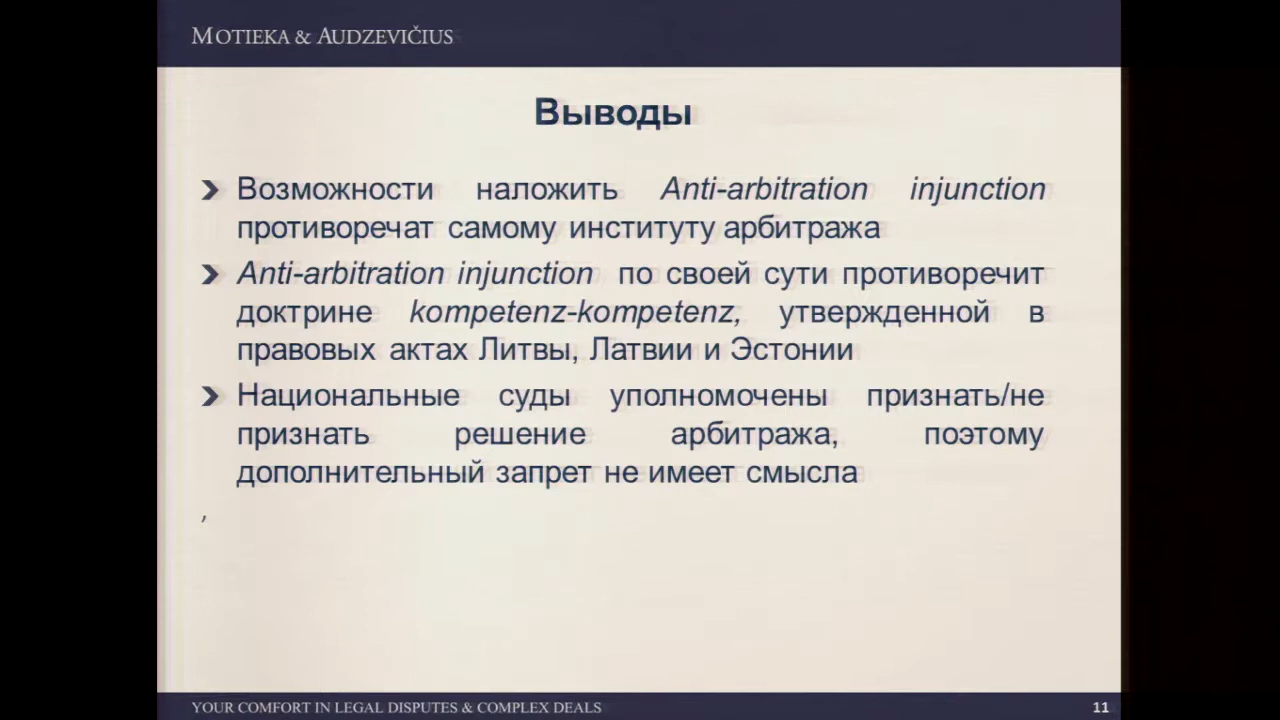 MOTIEKA & AUDZEVIČIUS
Выводы
Возможности наложить Anti-arbitration injunction
противоречат самому институту арбитража
Anti-arbitration injunction по своей сути противоречит
доктрине kompetenz-kompetenz, утвержденной в
правовых актах Литвы, Латвии и Эстонии
Национальные суды уполномочены признать/не
признать решение арбитража, поэтому
дополнительный запрет не имеет смысла
,
YOUR COMFORT IN LEGAL DISPUTES & COMPLEX DEALS
11